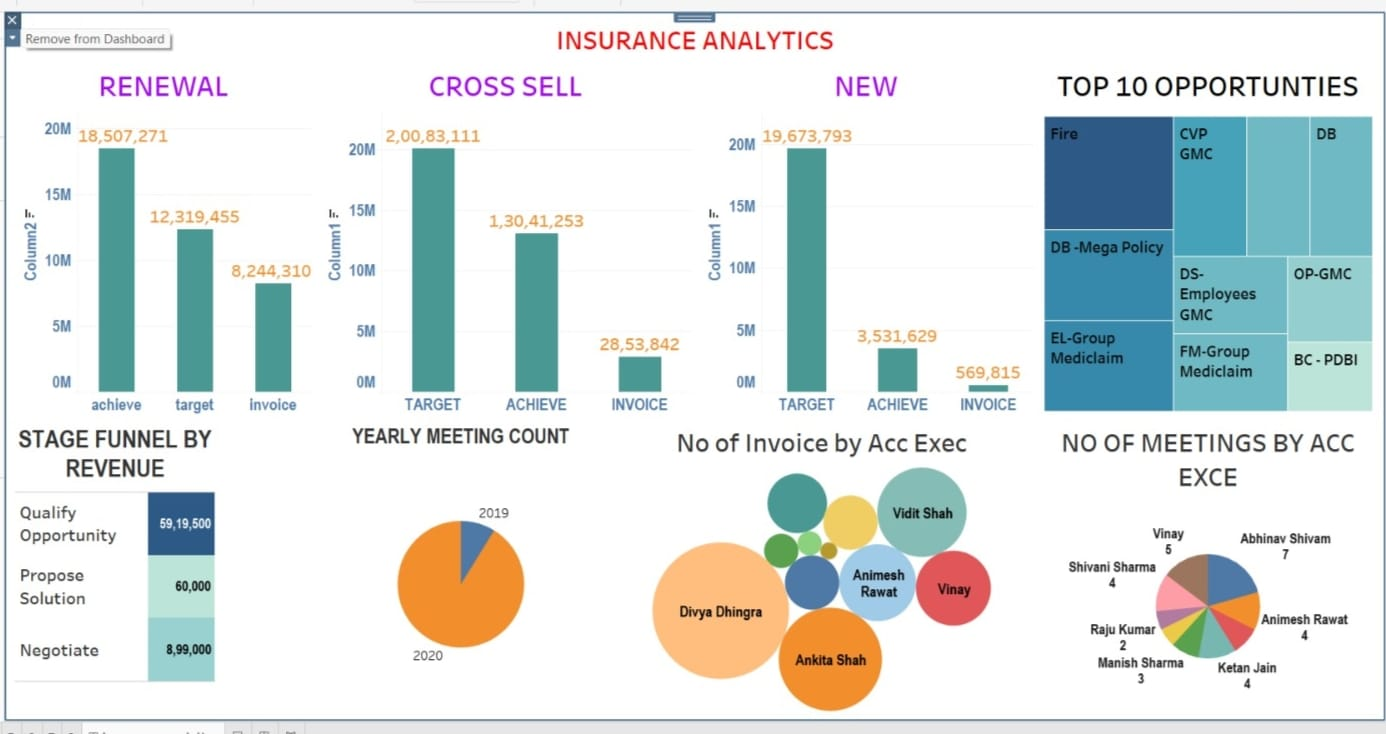 Remove from Dashboard
INSURANCE ANALYTICS
RENEWAL
Column2
20M
15M
10M
5M
0M
18,507,271
12,319,455
8,244,310
achieve
target
invoice
CROSS SELL
Column1
20M
15M
10M
5M
0M
2,00,83,111
1,30,41,253
28,53,842
TARGET
ACHIEVE
INVOICE
NEW
Column1
20M
15M
10M
5M
0M
19,673,793
3,531,629
569,815
TARGET
ACHIEVE
INVOICE
TOP 10 OPPORTUNTIES
Fire
DB -Mega Policy
EL-Group
Mediclaim
CVP
GMC
DB
DS-
Employees
GMC
FM-Group
Mediclaim
OP-GMC
BC - PDBI
STAGE FUNNEL BY
REVENUE
Qualify
Opportunity
59,19,500
Propose
Solution
60,000
Negotiate
8,99,000
YEARLY MEETING COUNT
2019
2020
No of Invoice by Acc Exec
Vidit Shah
Divya Dhingra
Animesh
Rawat
Vinay
Ankita Shah
NO OF MEETINGS BY ACC
EXCE
Vinay
5
Abhinav Shivam
7
Shivani Sharma
4
Animesh Rawat
4
Raju Kumar
2
Manish Sharma
3
Ketan Jain
4